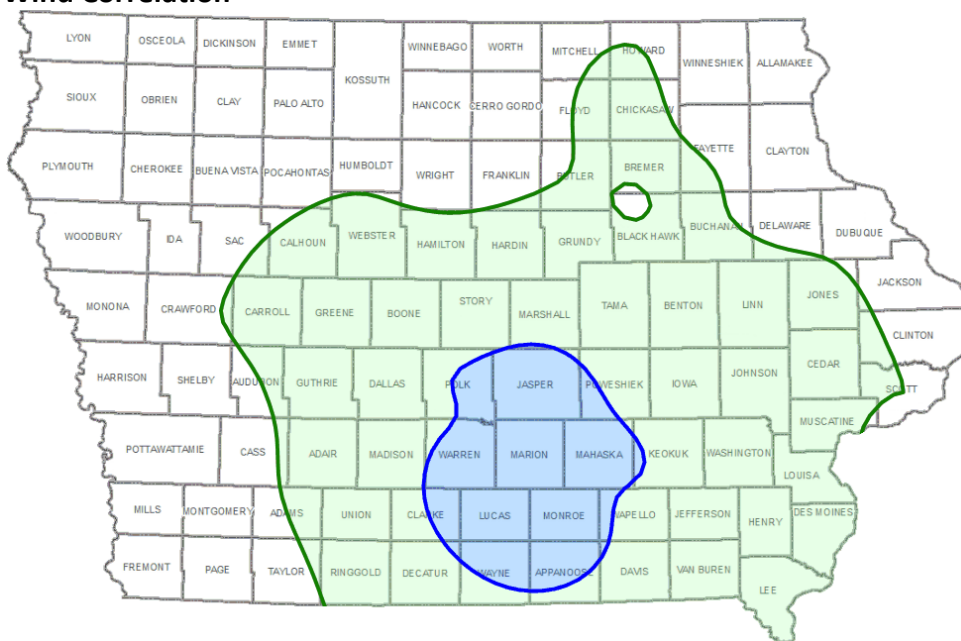 Wind Correlation
LYON OSCEOLA DICKINSON EMMET WINNEBAGO WORTH MITCHELL HOWARD WINNESHIEK ALLAMAKEE
KOSSUTH
SIOUX OBRIEN CLAY PALO ALTO HANCOCK CERRO GORDO FLOYD CHICKASAW
PLYMOUTH CHEROKEE BUENA VISTA POCAHONTAS HUMBOLDT WRIGHT FRANKLIN BUTLER BREMER FAYETTE CLAYTON
WOODBURY IDA SAC CALHOUN WEBSTER HAMILTON HARDIN GRUNDY BLACK HAWK BUCHANAN DELAWARE DUBUQUE
MONONA CRAWFORD CARROLL GREENE BOONE STORY MARSHALL TAMA BENTON LINN JONES JACKSON
CLINTON
HARRISON SHELBY AUDUBON GUTHRIE DALLAS POLK JASPER POWESHIEK IOWA JOHNSON CEDAR SCOTT
MUSCATINE
POTTAWATTAMIE CASS ADAIR MADISON WARREN MARION MAHASKA KEOKUK WASHINGTON LOUISA
MILLS MONTGOMERY ADAMS UNION CLARKE LUCAS MONROE WAPELLO JEFFERSON HENRY DES MOINES
FREMONT PAGE TAYLOR RINGGOLD DECATUR WAYNE APPANOOSE DAVIS VAN BUREN LEE